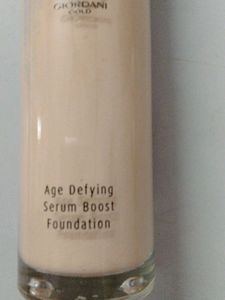 GIORDANI
GOLD
Age Defying
Serum Boost
Foundation